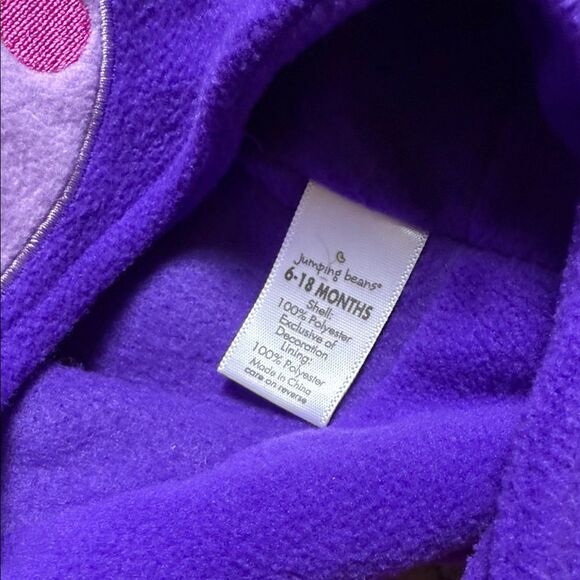 jumping beans®
6-18 MONTHS
Shell:
100% Polyester
Exclusive of
Decoration
Lining:
100% Polyester
Made in China
care on reverse